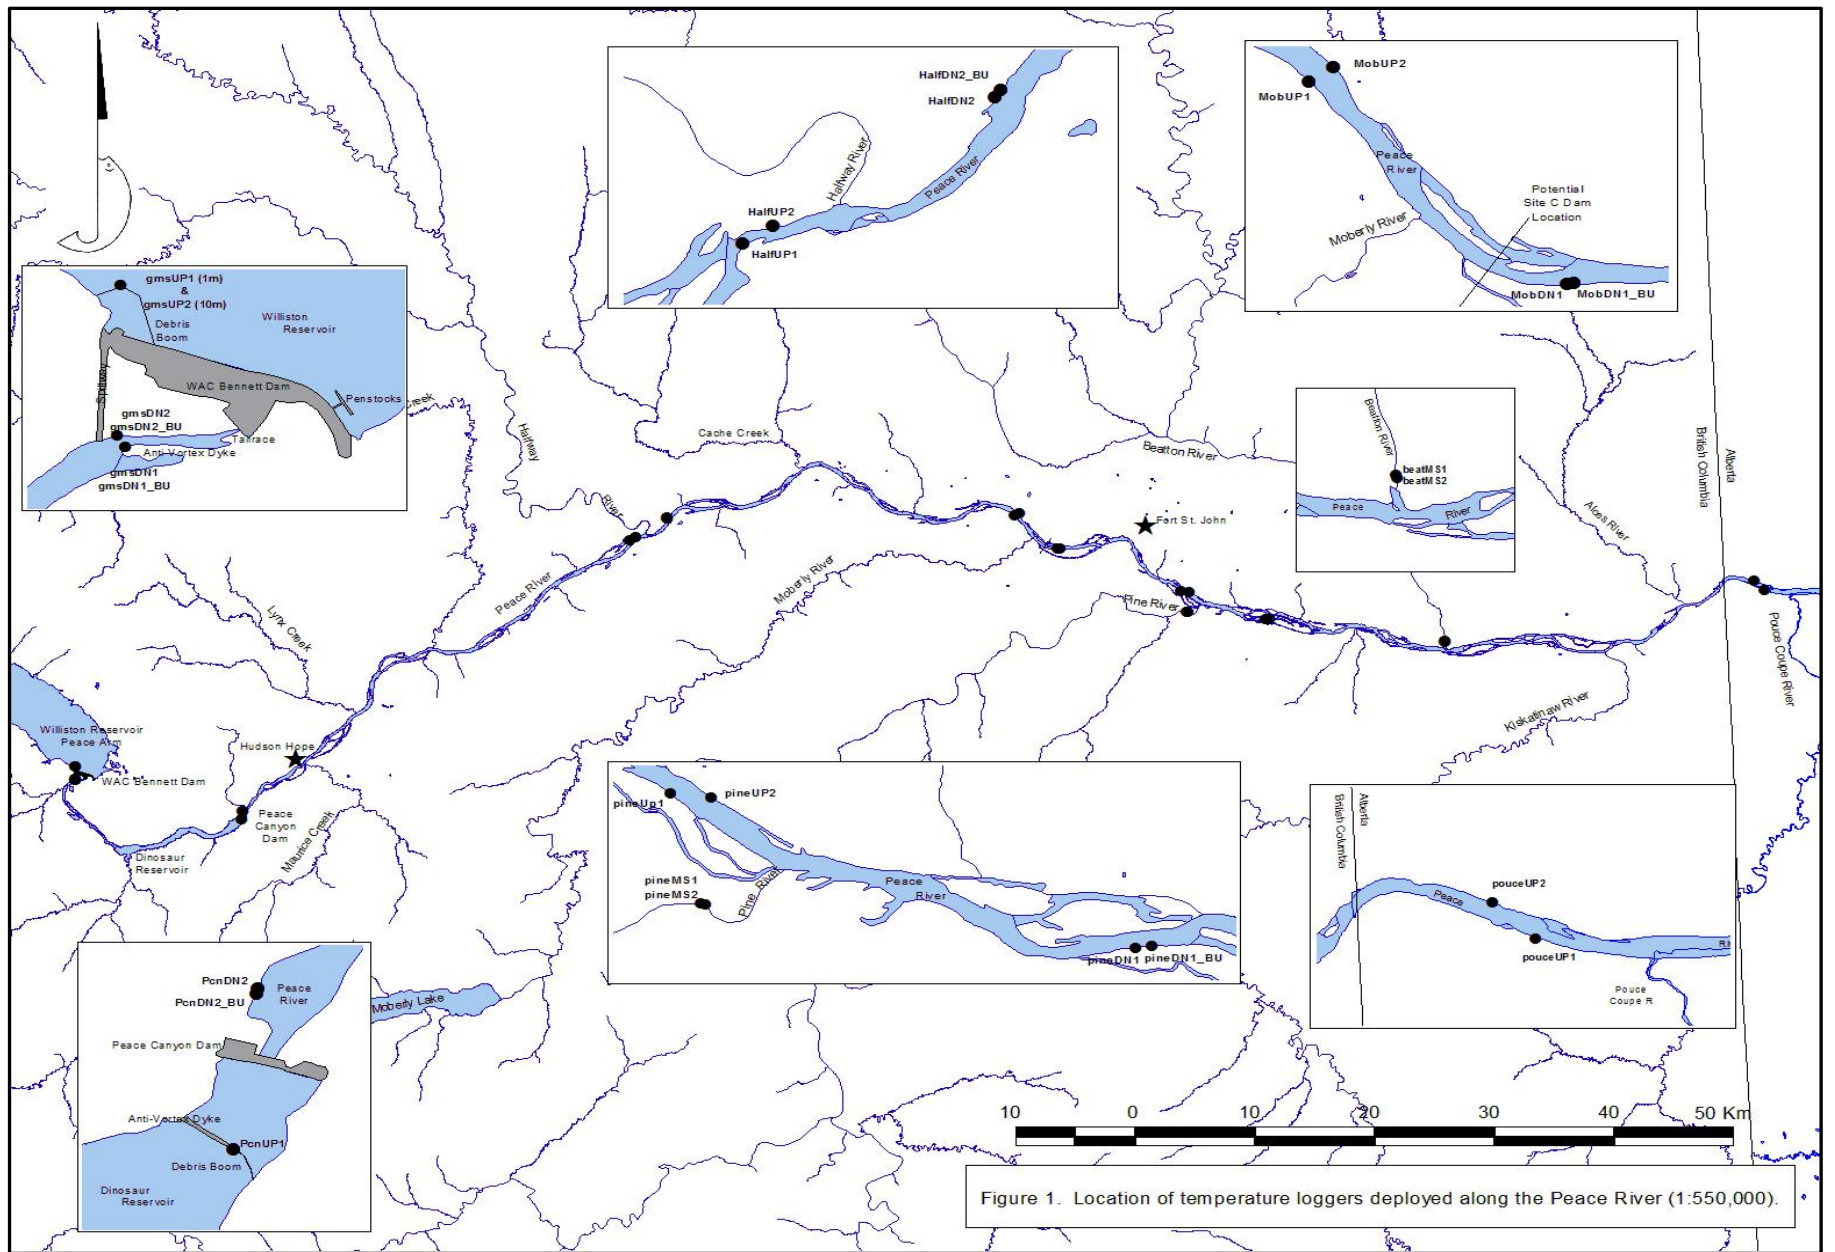 HalfDN2_BU
HalfDN2
Halfway River
Peace River
HalfUP2
HalfUP1
MobUP2
MobUP1
Peace
River
Potential
Site C Dam
Location
Moberly River
MobDN1
MobDN1_BU
gmsUP1 (1m)
&
gmsUP2 (10m)
Debris
Boom
Williston
Reservoir
Spillway
WAC Bennett Dam
Penstocks
gmsDN2
gmsDN2_BU
Tailrace
Anti Vortex Dyke
gmsDN1
gmsDN1_BU
Creek
Halfway
River
Cache Creek
Beatton River
Beatton River
beatMS1
beatMS2
Peace
River
British Columbia
Alberta
Alces River
Fort St. John
Peace River
Moberly River
Pine River
Lynx Creek
Pouce Coupe River
Kiskatinaw River
Williston Reservoir
Peace Arm
WAC Bennett Dam
Hudson Hope
Peace
Canyon
Dam
Maurice Creek
Dinosaur
Reservoir
pineUp1
pineUP2
pineMS1
pineMS2
Pine River
Peace
River
pineDN1
pineDN1_BU
British Columbia
Alberta
pouceUP2
Peace
pouceUP1
Pouce
Coupe R
PcnDN2
PcnDN2_BU
Peace
River
Peace Canyon Dam
Anti-Vortex Dyke
PcnUP1
Debris Boom
Dinosaur
Reservoir
Moberly Lake
10 0 10 20 30 40 50 Km
Figure 1. Location of temperature loggers deployed along the Peace River (1:550,000).